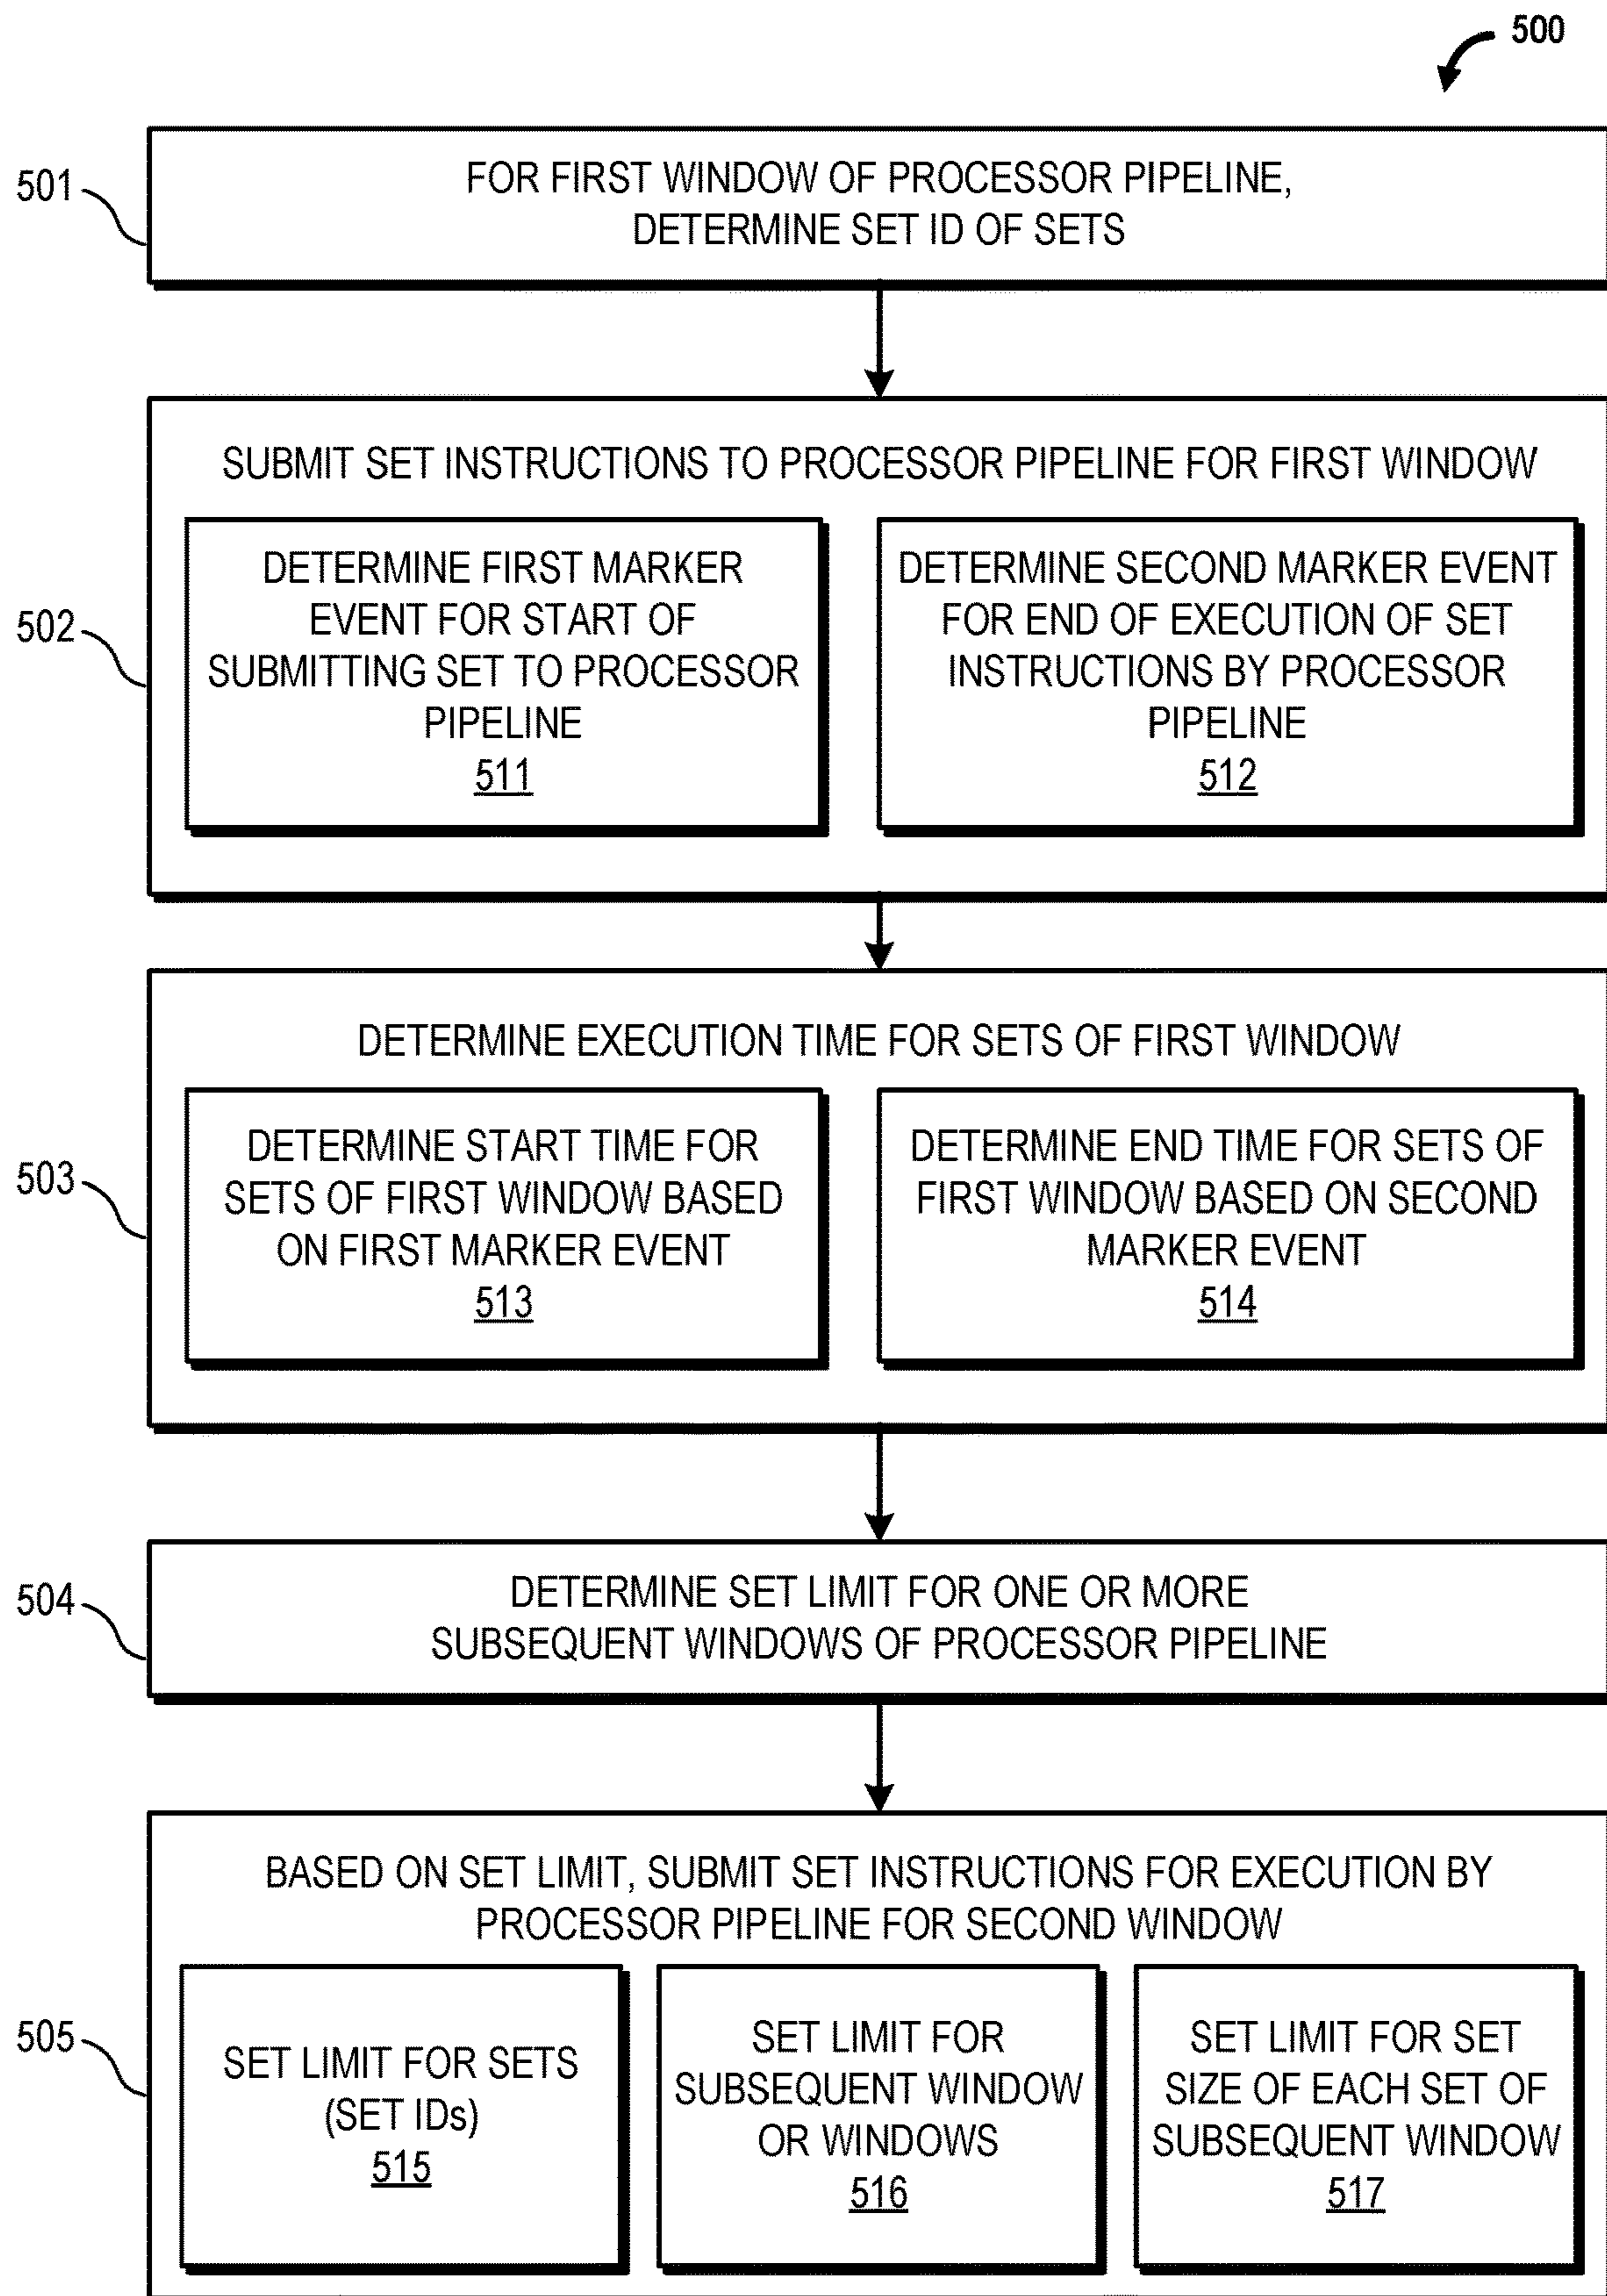 500
501
FOR FIRST WINDOW OF PROCESSOR PIPELINE,
DETERMINE SET ID OF SETS
502
SUBMIT SET INSTRUCTIONS TO PROCESSOR PIPELINE FOR FIRST WINDOW
DETERMINE FIRST MARKER
EVENT FOR START OF
SUBMITTING SET TO PROCESSOR
PIPELINE
511
DETERMINE SECOND MARKER EVENT
FOR END OF EXECUTION OF SET
INSTRUCTIONS BY PROCESSOR
PIPELINE
512
503
DETERMINE EXECUTION TIME FOR SETS OF FIRST WINDOW
DETERMINE START TIME FOR
SETS OF FIRST WINDOW BASED
ON FIRST MARKER EVENT
513
DETERMINE END TIME FOR SETS OF
FIRST WINDOW BASED ON SECOND
MARKER EVENT
514
504
DETERMINE SET LIMIT FOR ONE OR MORE
SUBSEQUENT WINDOWS OF PROCESSOR PIPELINE
505
BASED ON SET LIMIT, SUBMIT SET INSTRUCTIONS FOR EXECUTION BY
PROCESSOR PIPELINE FOR SECOND WINDOW
SET LIMIT FOR SETS
(SET IDs)
515
SET LIMIT FOR
SUBSEQUENT WINDOW
OR WINDOWS
516
SET LIMIT FOR SET
SIZE OF EACH SET OF
SUBSEQUENT WINDOW
517